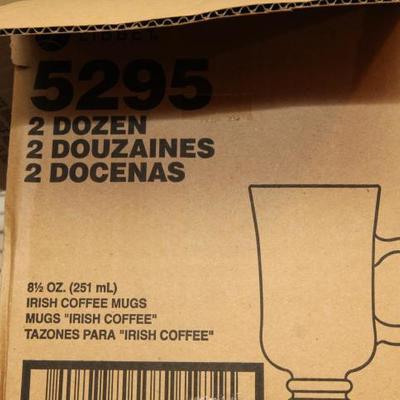 LIBBEY
5295
2 DOZEN
2 DOUZAINES
2 DOCENAS
8½ OZ. (251 mL)
IRISH COFFEE MUGS
MUGS "IRISH COFFEE"
TAZONES PARA "IRISH COFFEE"